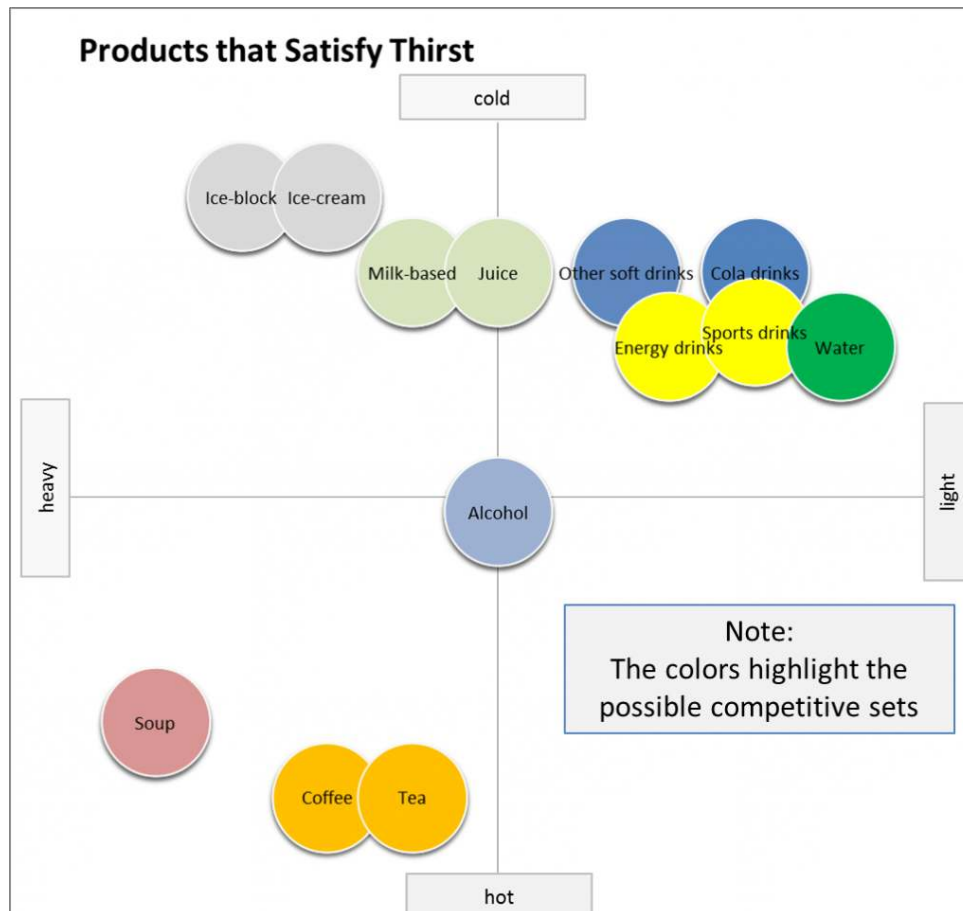 Products that Satisfy Thirst
cold
Ice-block
Ice-cream
Milk-based
Juice
Other soft drinks
Cola drinks
Energy drinks
Sports drinks
Water
heavy
light
Alcohol
Note:
The colors highlight the
possible competitive sets
Soup
Coffee
Tea
hot